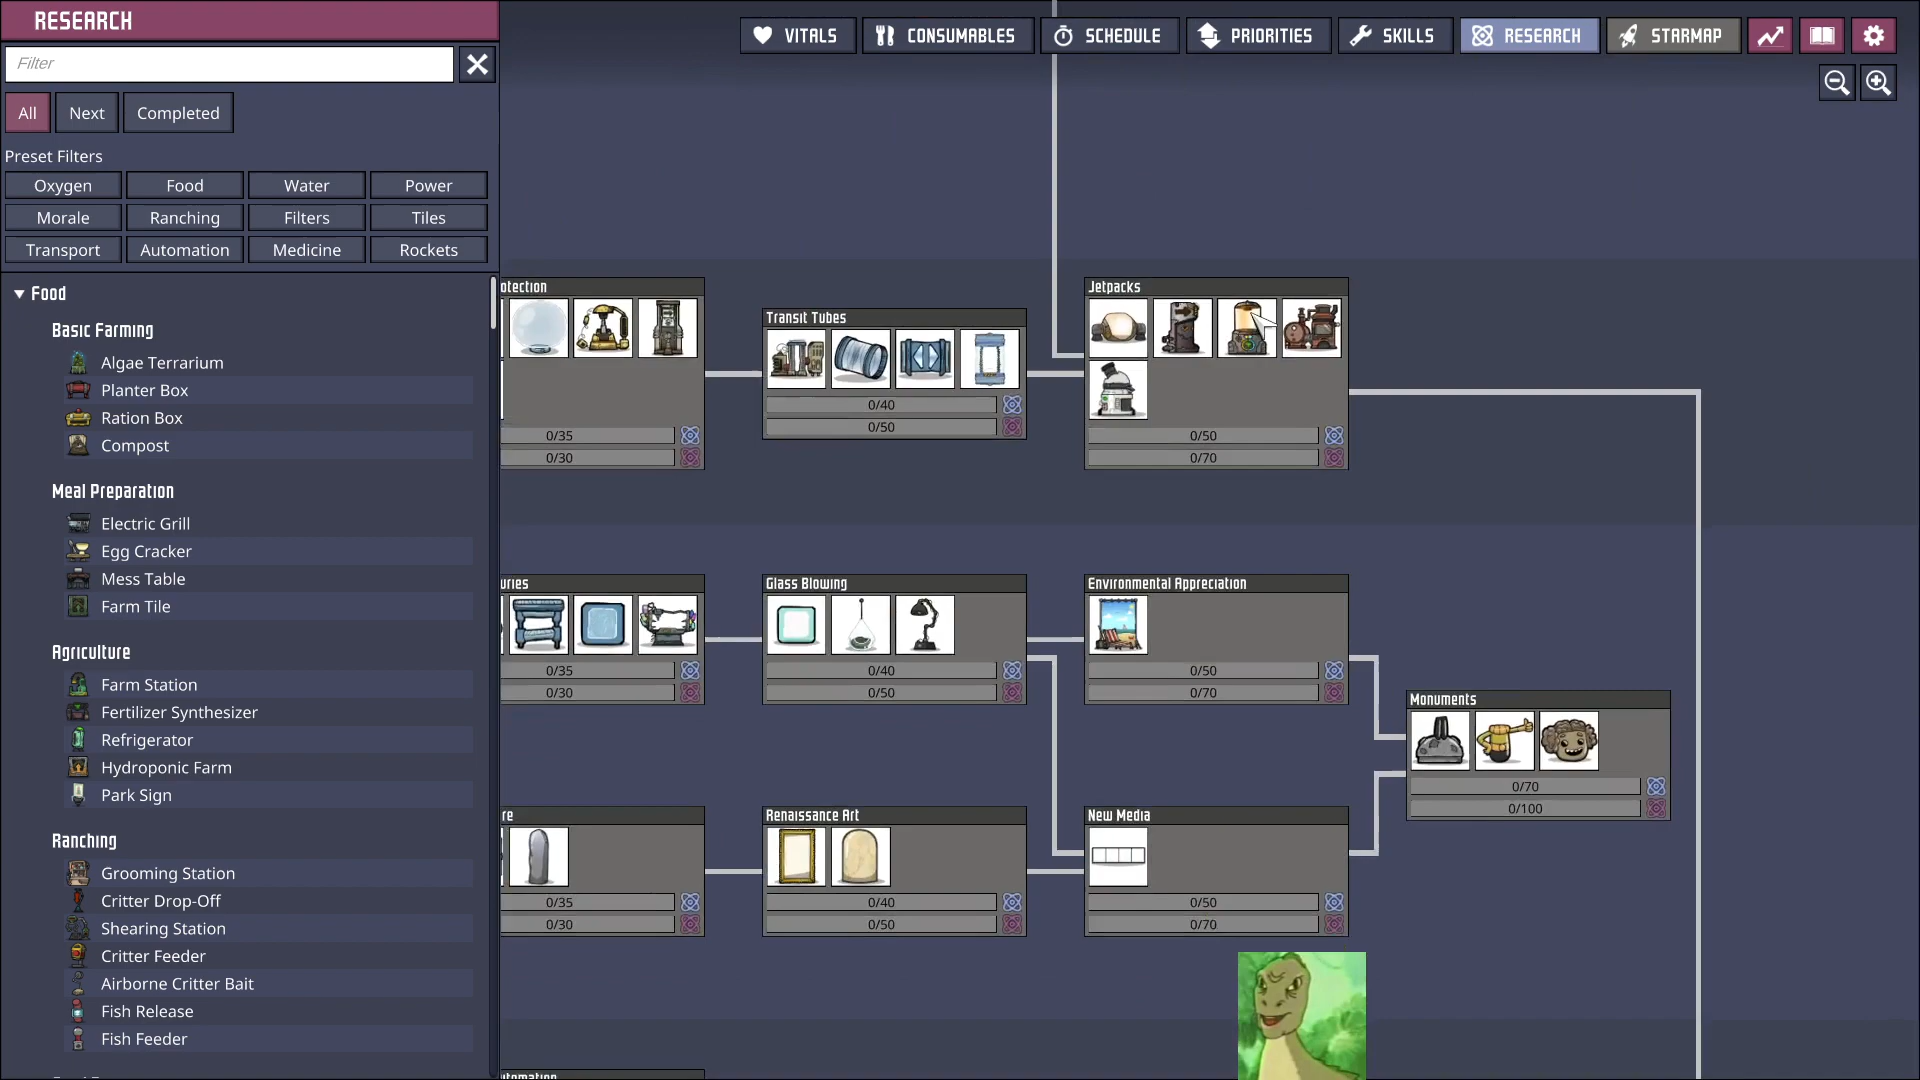 RESEARCH
VITALS
CONSUMABLES
SCHEDULE
PRIORITIES
SKILLS
RESEARCH
STARMAP
Filter
All
Next
Completed
Preset Filters
Oxygen
Food
Water
Power
Morale
Ranching
Filters
Tiles
Transport
Automation
Medicine
Rockets
Food
Basic Farming
Algae Terrarium
Planter Box
Ration Box
Compost
Meal Preparation
Electric Grill
Egg Cracker
Mess Table
Farm Tile
Agriculture
Farm Station
Fertilizer Synthesizer
Refrigerator
Hydroponic Farm
Park Sign
Ranching
Grooming Station
Critter Drop-Off
Shearing Station
Critter Feeder
Airborne Critter Bait
Fish Release
Fish Feeder
otection
0/35
0/30
Transit Tubes
0/40
0/50
Jetpacks
0/50
0/70
uries
0/35
0/30
Glass Blowing
0/40
0/50
Environmental Appreciation
0/50
0/70
Monuments
0/70
0/100
re
0/35
0/30
Renaissance Art
0/40
0/50
New Media
0/50
0/70